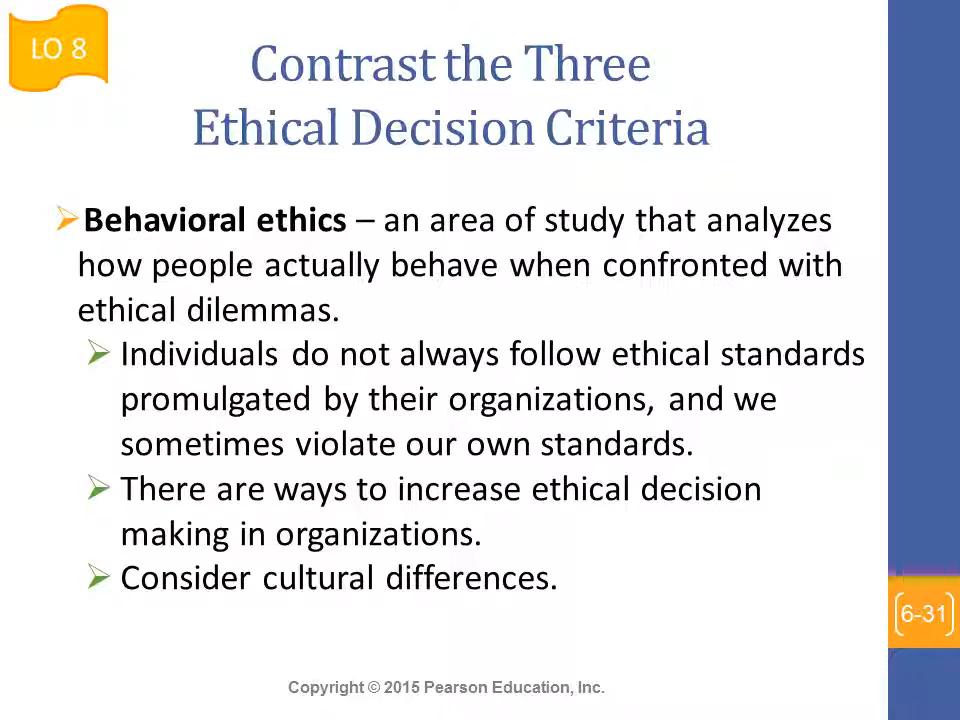 LO 8
Contrast the Three
Ethical Decision Criteria
Behavioral ethics – an area of study that analyzes
how people actually behave when confronted with
ethical dilemmas.
Individuals do not always follow ethical standards
promulgated by their organizations, and we
sometimes violate our own standards.
There are ways to increase ethical decision
making in organizations.
Consider cultural differences.
6-31
Copyright © 2015 Pearson Education, Inc.